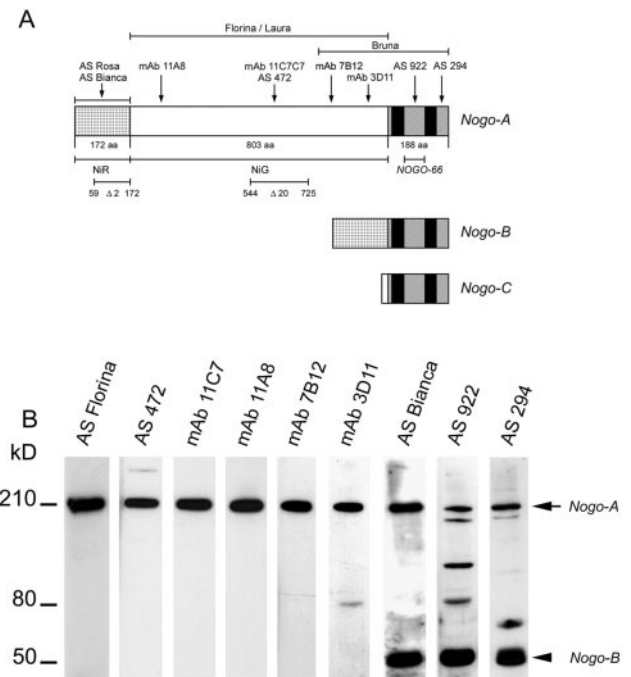 A
Florina / Laura
Bruna
AS Rosa
AS Bianca
mAb 11A8
mAb 11C7C7
AS 472
mAb 7B12
mAb 3D11
AS 922
AS 294
Nogo-A
172 aa
803 aa
188 aa
NiR
NiG
NOGO-66
59 Δ 2 172
544 Δ 20 725
Nogo-B
Nogo-C
B
AS Florina
AS 472
mAb 11C7
mAb 11A8
mAb 7B12
mAb 3D11
AS Bianca
AS 922
AS 294
kD
210
Nogo-A
80
50
Nogo-B